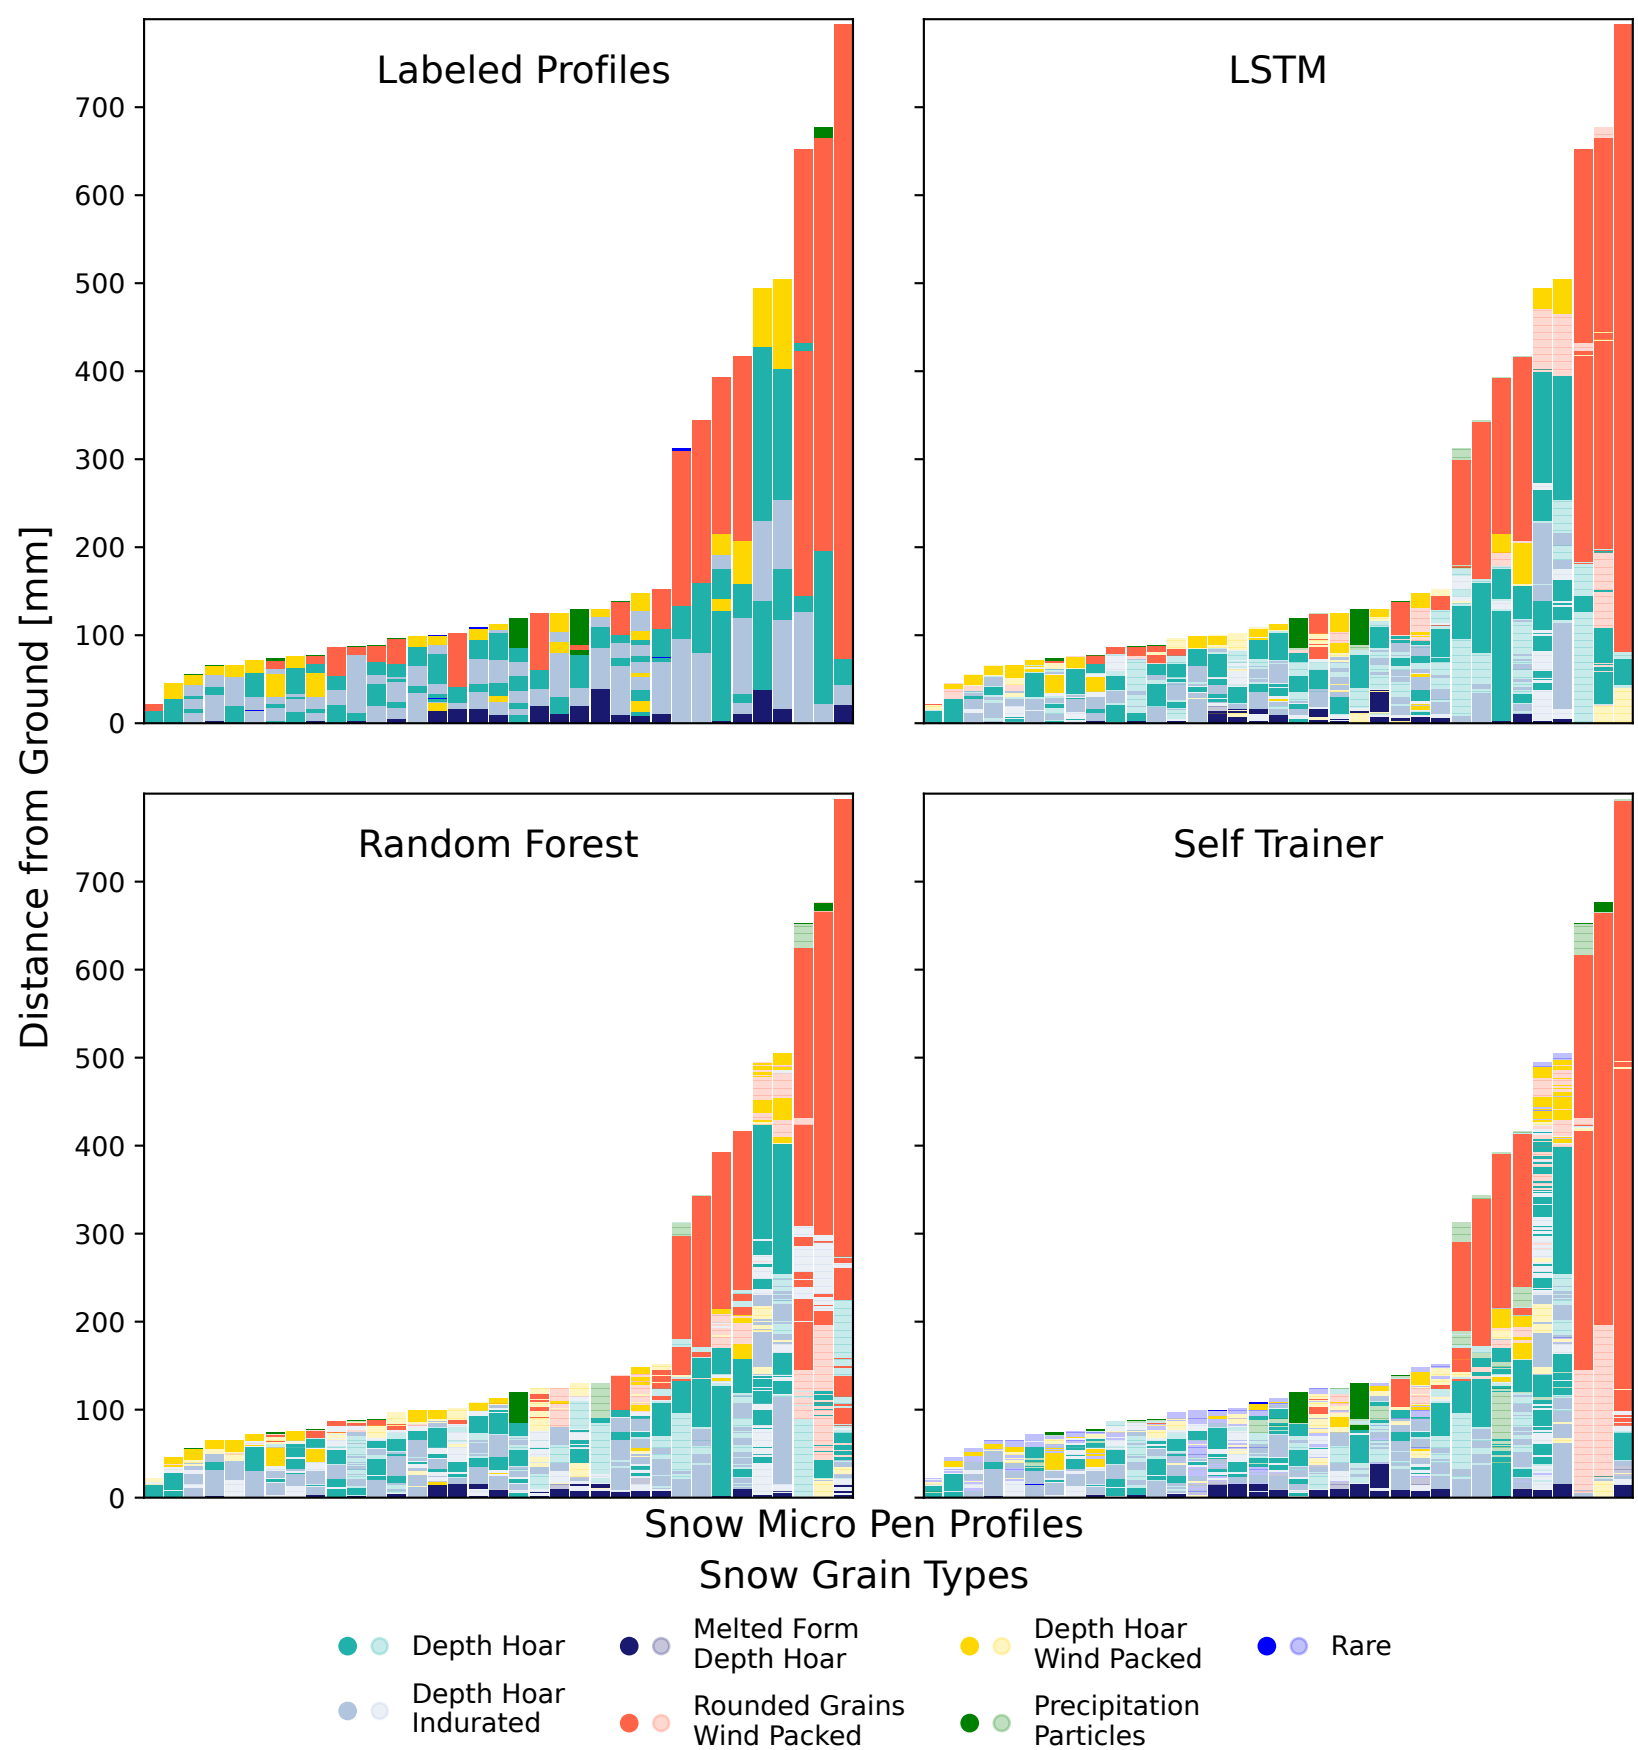 Labeled Profiles
LSTM
700
600
500
400
300
200
100
0
Distance from Ground [mm]
Random Forest
Self Trainer
700
600
500
400
300
200
100
0
Snow Micro Pen Profiles
Snow Grain Types
Depth Hoar
Depth Hoar
Indurated
Melted Form
Depth Hoar
Rounded Grains
Wind Packed
Depth Hoar
Wind Packed
Precipitation
Particles
Rare